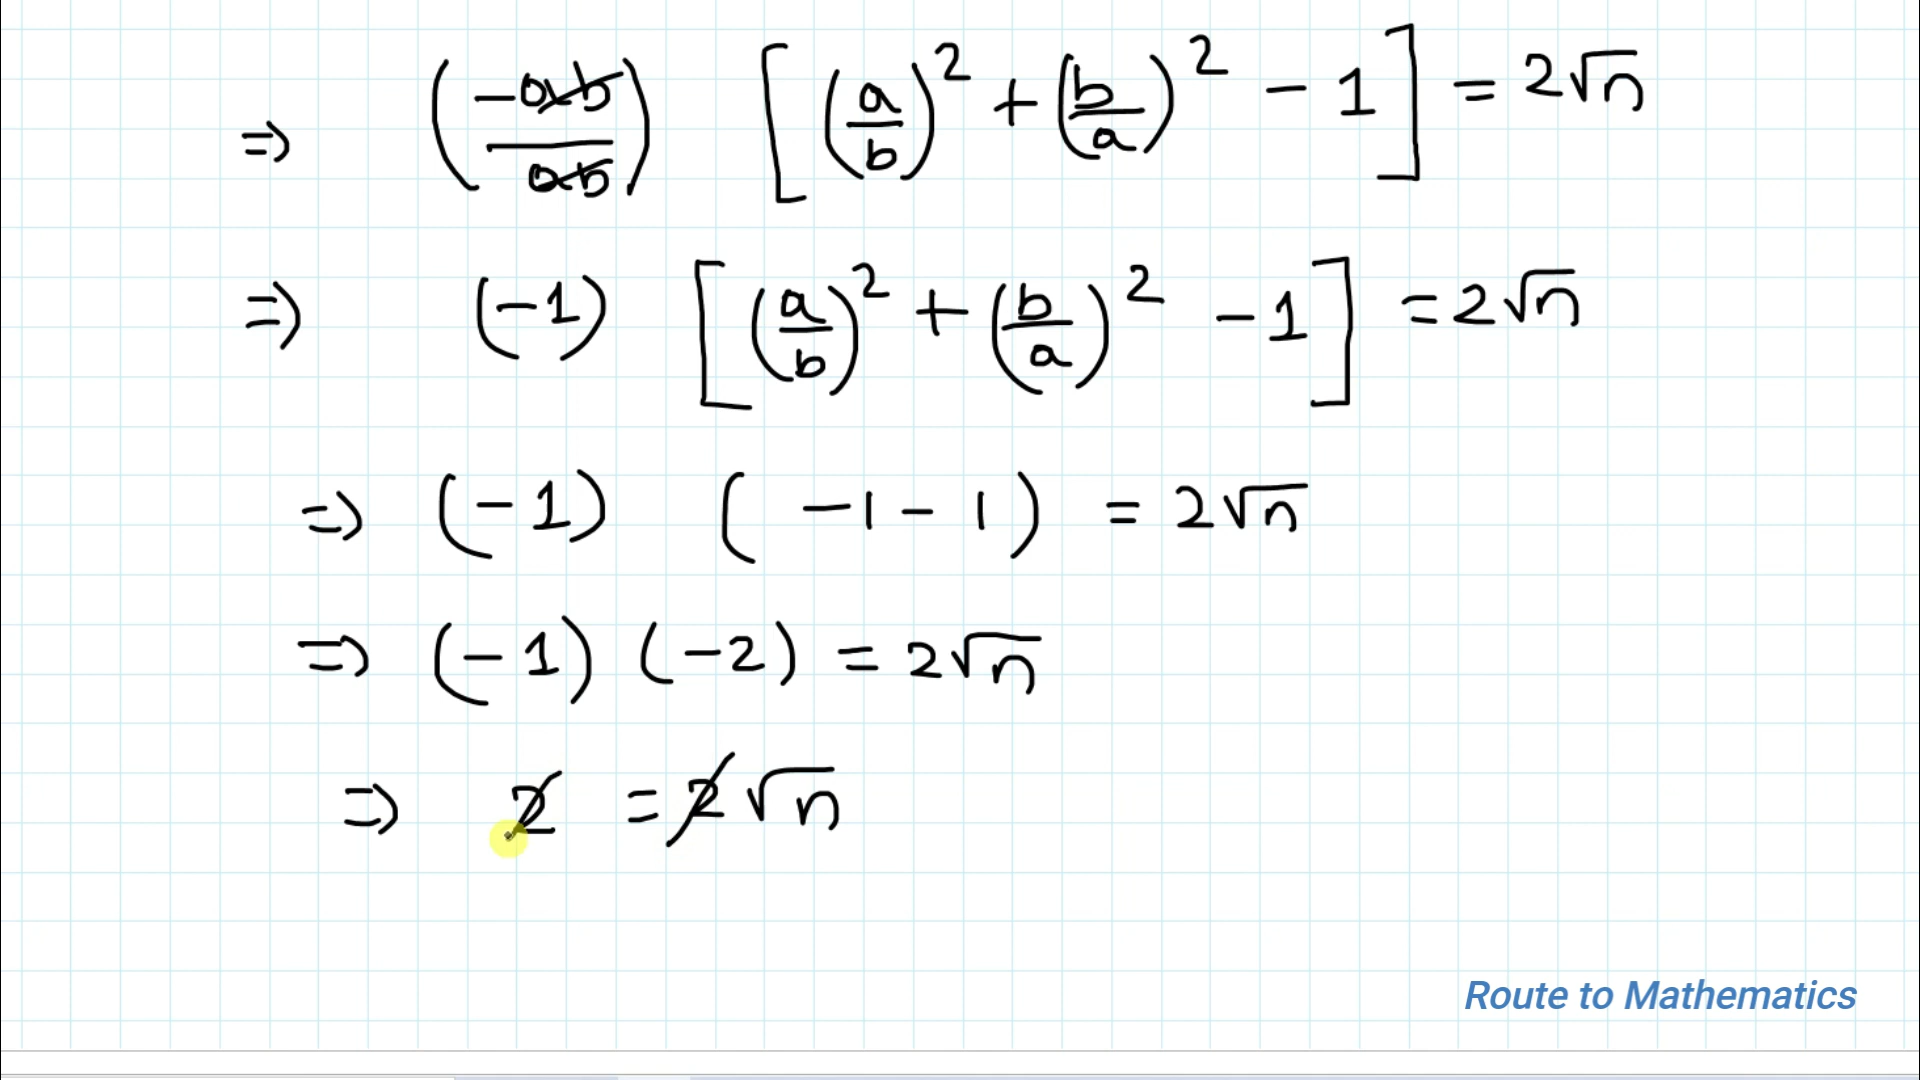 => (-ab/ab) [(a/b)² + (b/a)² - 1] = 2√n
=> (-1) [(a/b)² + (b/a)² - 1] = 2√n
=> (-1) (-1 - 1) = 2√n
=> (-1) (-2) = 2√n
=> 2 = 2√n
Route to Mathematics